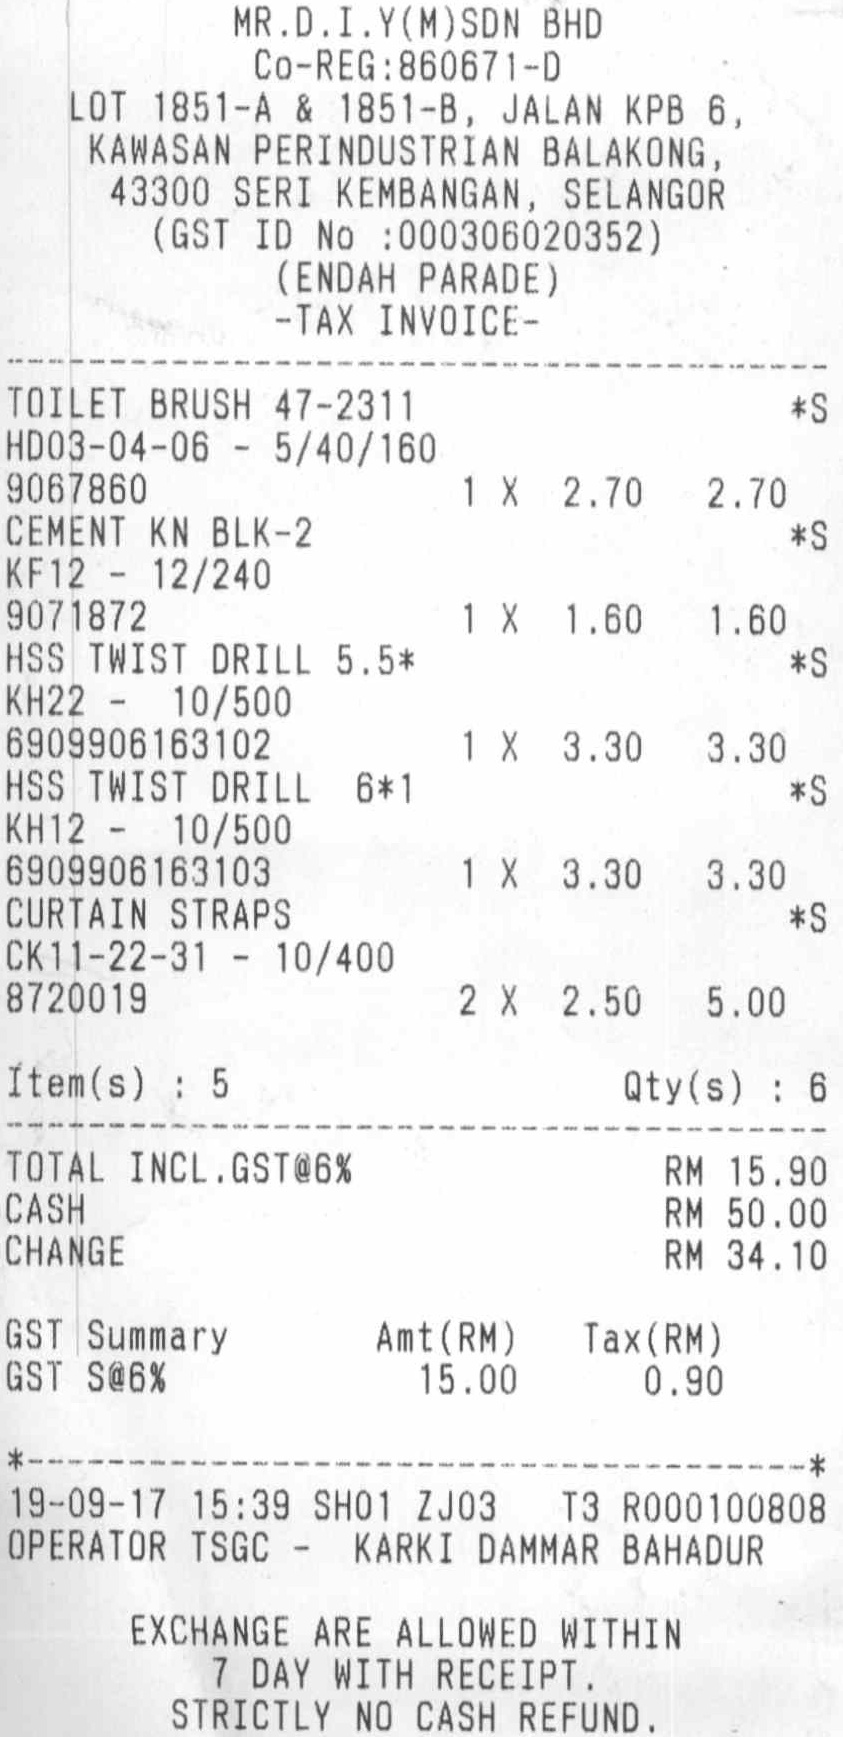 MR.D.I.Y(M)SDN BHD
Co-REG:860671-D
LOT 1851-A & 1851-B, JALAN KPB 6,
KAWASAN PERINDUSTRIAN BALAKONG,
43300 SERI KEMBANGAN, SELANGOR
(GST ID No :000306020352)
(ENDAH PARADE)
-TAX INVOICE-
TOILET BRUSH 47-2311 *S
HD03-04-06 - 5/40/160
9067860 1 X 2.70 2.70
CEMENT KN BLK-2 *S
KF12 - 12/240
9071872 1 X 1.60 1.60
HSS TWIST DRILL 5.5* *S
KH22 - 10/500
6909906163102 1 X 3.30 3.30
HSS TWIST DRILL 6*1 *S
KH12 - 10/500
6909906163103 1 X 3.30 3.30
CURTAIN STRAPS *S
CK11-22-31 - 10/400
8720019 2 X 2.50 5.00
Item(s) : 5 Qty(s) : 6
TOTAL INCL.GST@6% RM 15.90
CASH RM 50.00
CHANGE RM 34.10
GST Summary Amt(RM) Tax(RM)
GST S@6% 15.00 0.90
*--------------------------------------*
19-09-17 15:39 SH01 ZJ03 T3 R000100808
OPERATOR TSGC - KARKI DAMMAR BAHADUR
EXCHANGE ARE ALLOWED WITHIN
7 DAY WITH RECEIPT.
STRICTLY NO CASH REFUND.